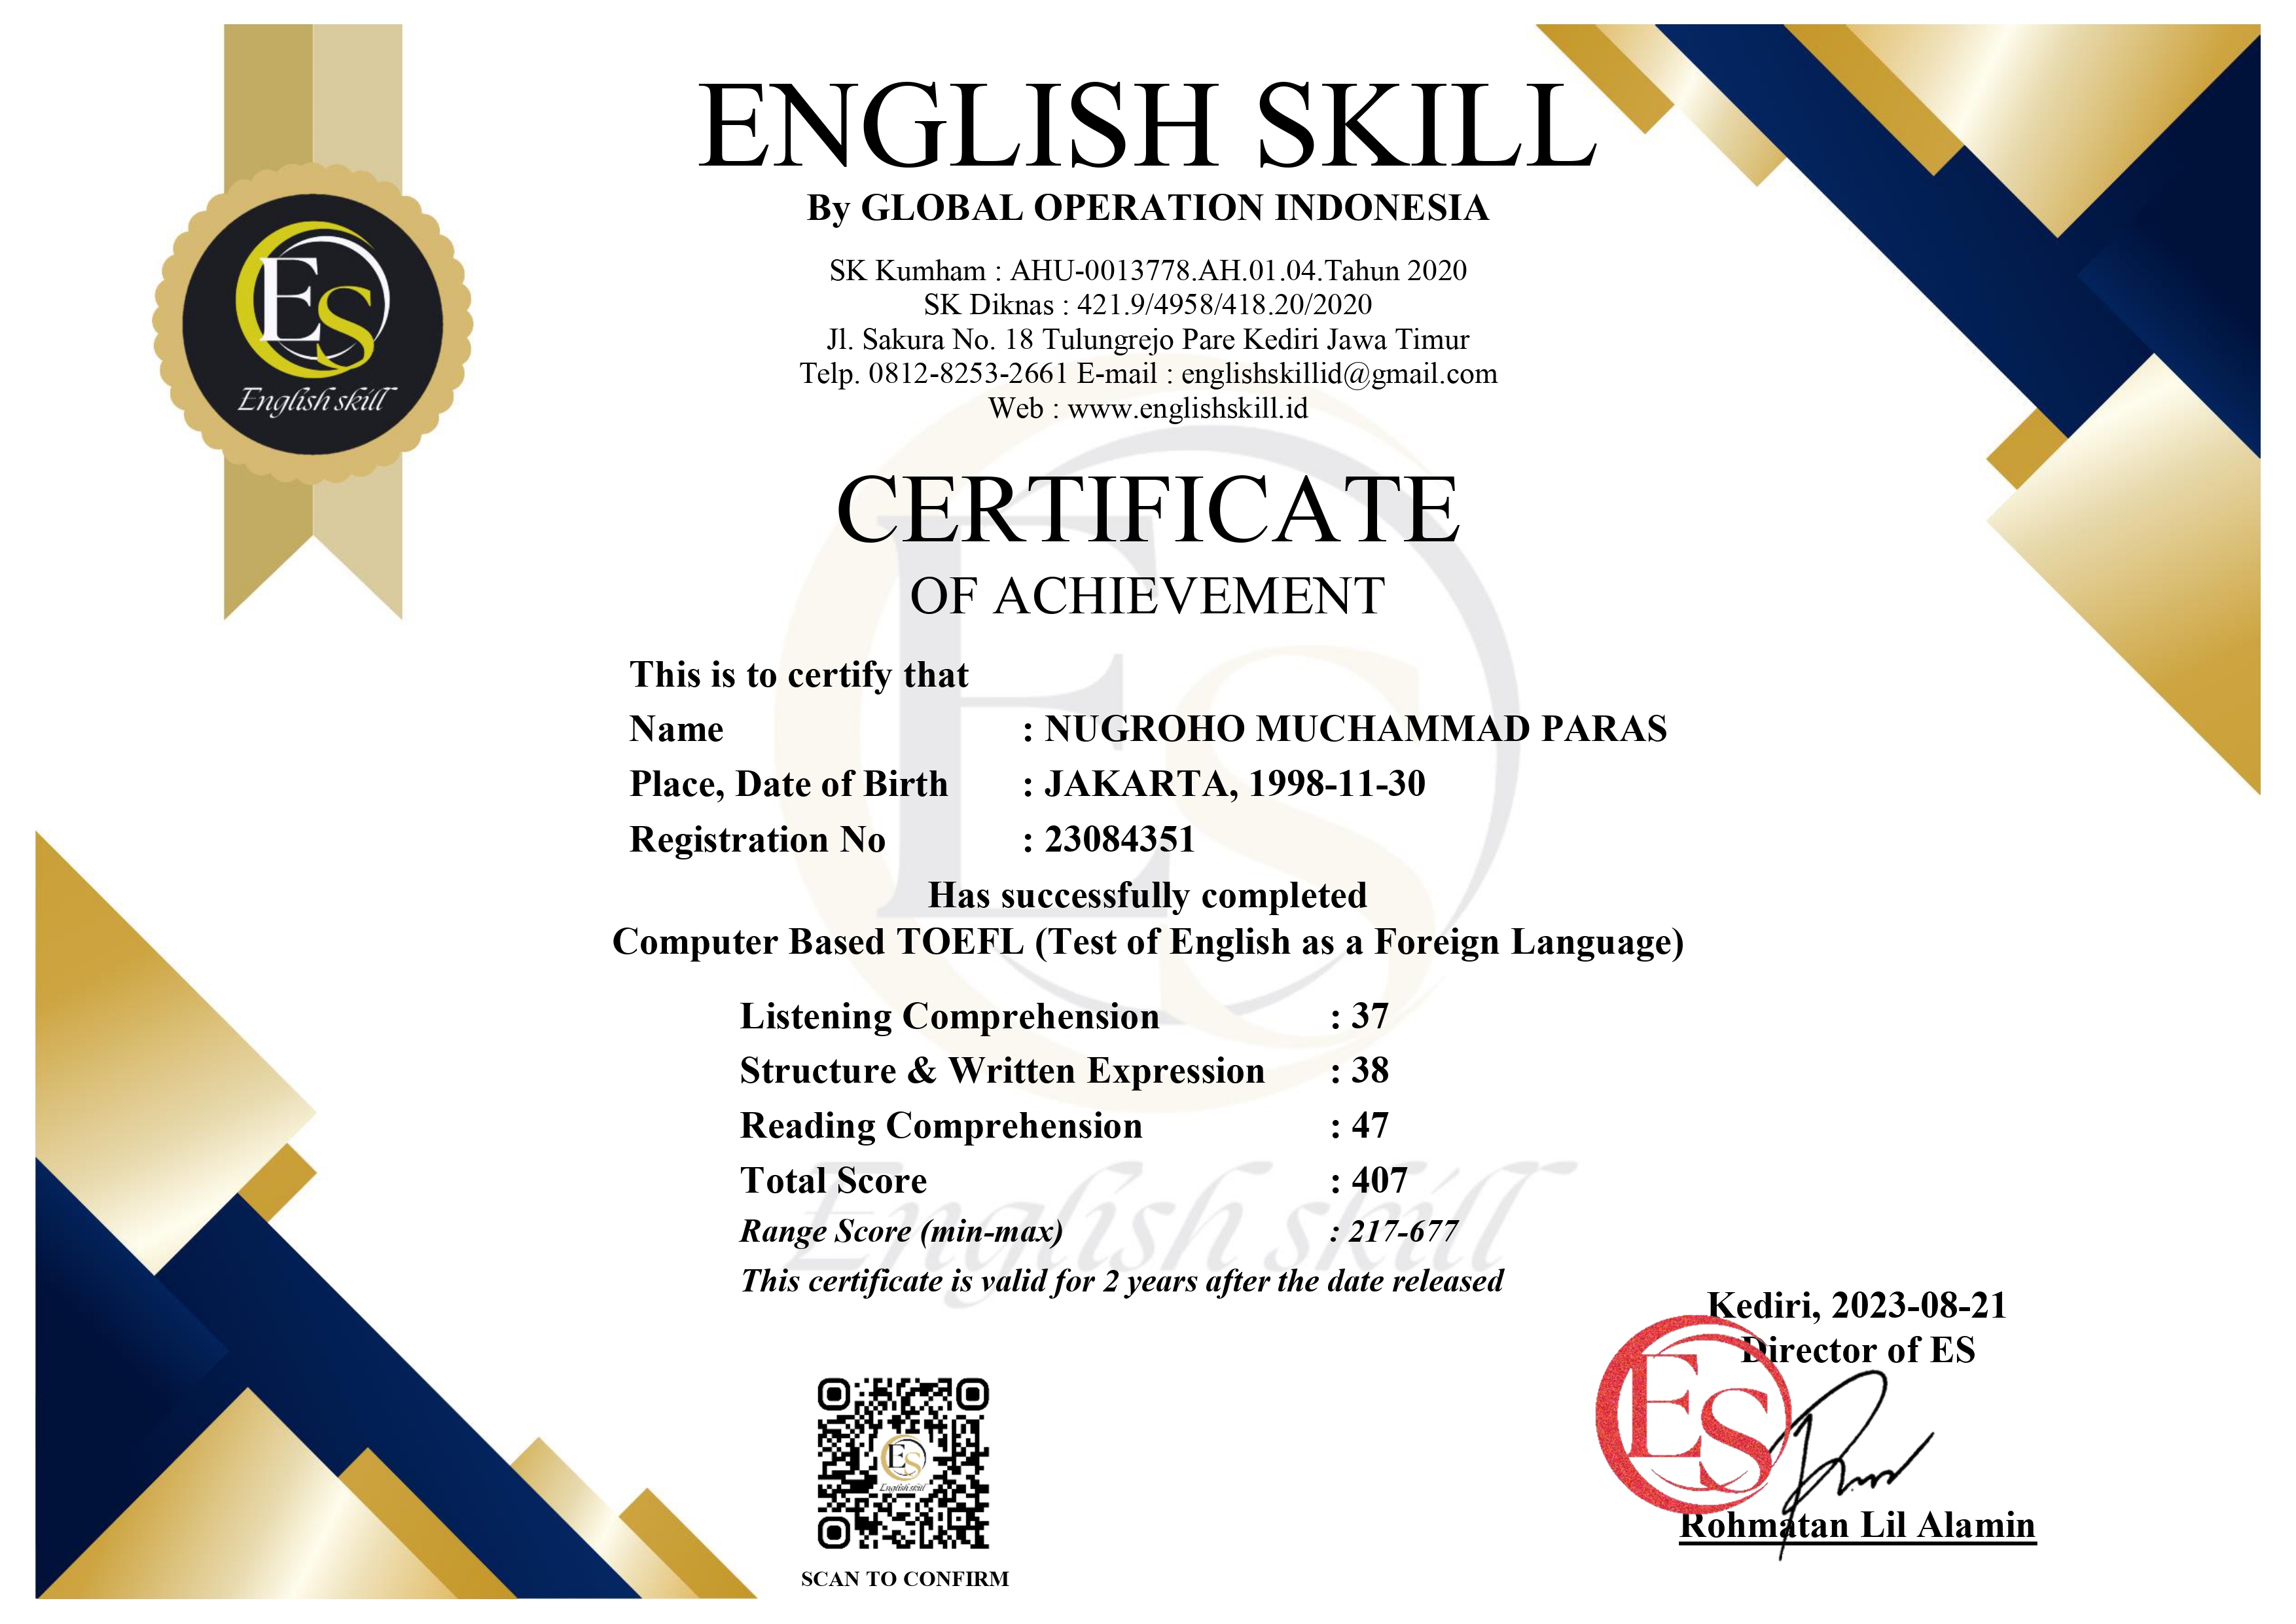 ENGLISH SKILL
By GLOBAL OPERATION INDONESIA
SK Kumham : AHU-0013778.AH.01.04.Tahun 2020
SK Diknas : 421.9/4958/418.20/2020
Jl. Sakura No. 18 Tulungrejo Pare Kediri Jawa Timur
Telp. 0812-8253-2661 E-mail : englishskillid@gmail.com
Web : www.englishskill.id
ES
English skill
CERTIFICATE
OF ACHIEVEMENT
This is to certify that
Name : NUGROHO MUCHAMMAD PARAS
Place, Date of Birth : JAKARTA, 1998-11-30
Registration No : 23084351
Has successfully completed
Computer Based TOEFL (Test of English as a Foreign Language)
Listening Comprehension : 37
Structure & Written Expression : 38
Reading Comprehension : 47
Total Score : 407
Range Score (min-max) : 217-677
This certificate is valid for 2 years after the date released
ES
English skill
Kediri, 2023-08-21
Director of ES
ES
Rohmatan Lil Alamin
ES
English skill
SCAN TO CONFIRM